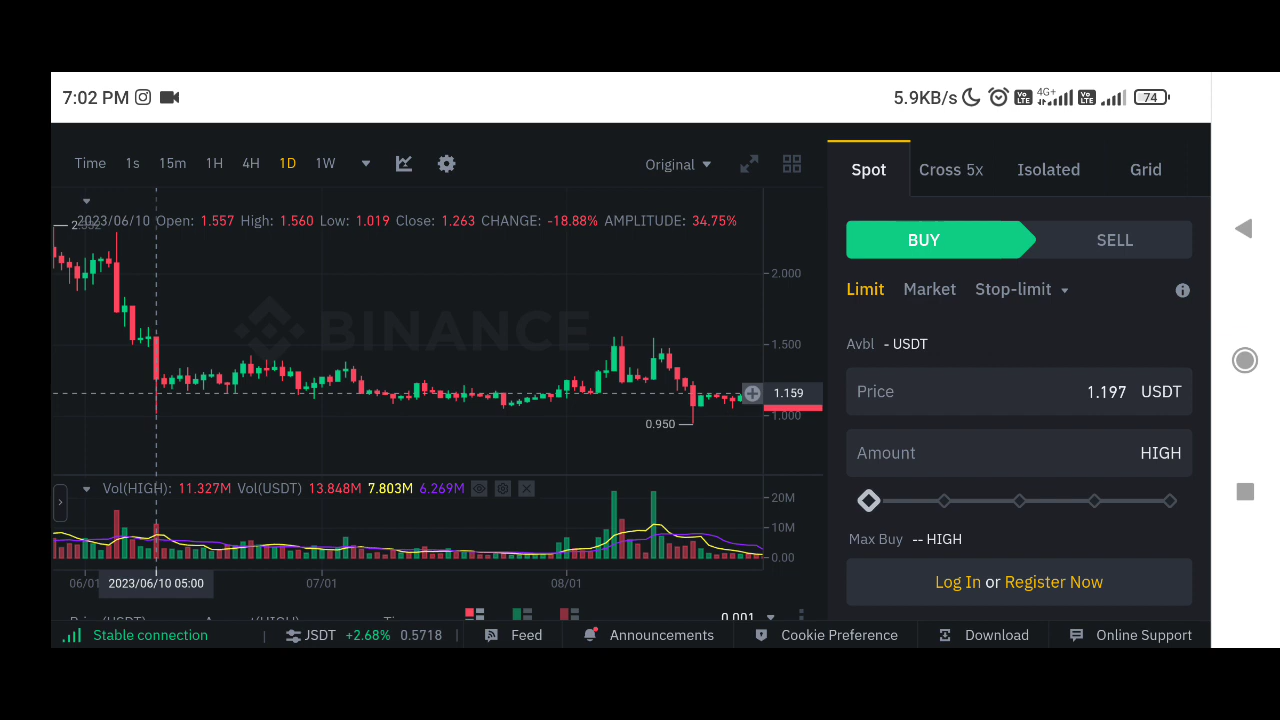 7:02 PM
5.9KB/s 4G+ Vo LTE Vo LTE 74
Time 1s 15m 1H 4H 1D 1W Original
2023/06/10 Open: 1.557 High: 1.560 Low: 1.019 Close: 1.263 CHANGE: -18.88% AMPLITUDE: 34.75%
2.000
1.500
1.159
1.000
0.950
BINANCE
Vol(HIGH): 11.327M Vol(USDT) 13.848M 7.803M 6.269M
20M
10M
0.00
06/01 2023/06/10 05:00 07/01 08/01
0.001
Spot Cross 5x Isolated Grid
BUY SELL
Limit Market Stop-limit
Avbl - USDT
Price 1.197 USDT
Amount HIGH
Max Buy -- HIGH
Log In or Register Now
Stable connection JSDT +2.68% 0.5718 Feed Announcements Cookie Preference Download Online Support